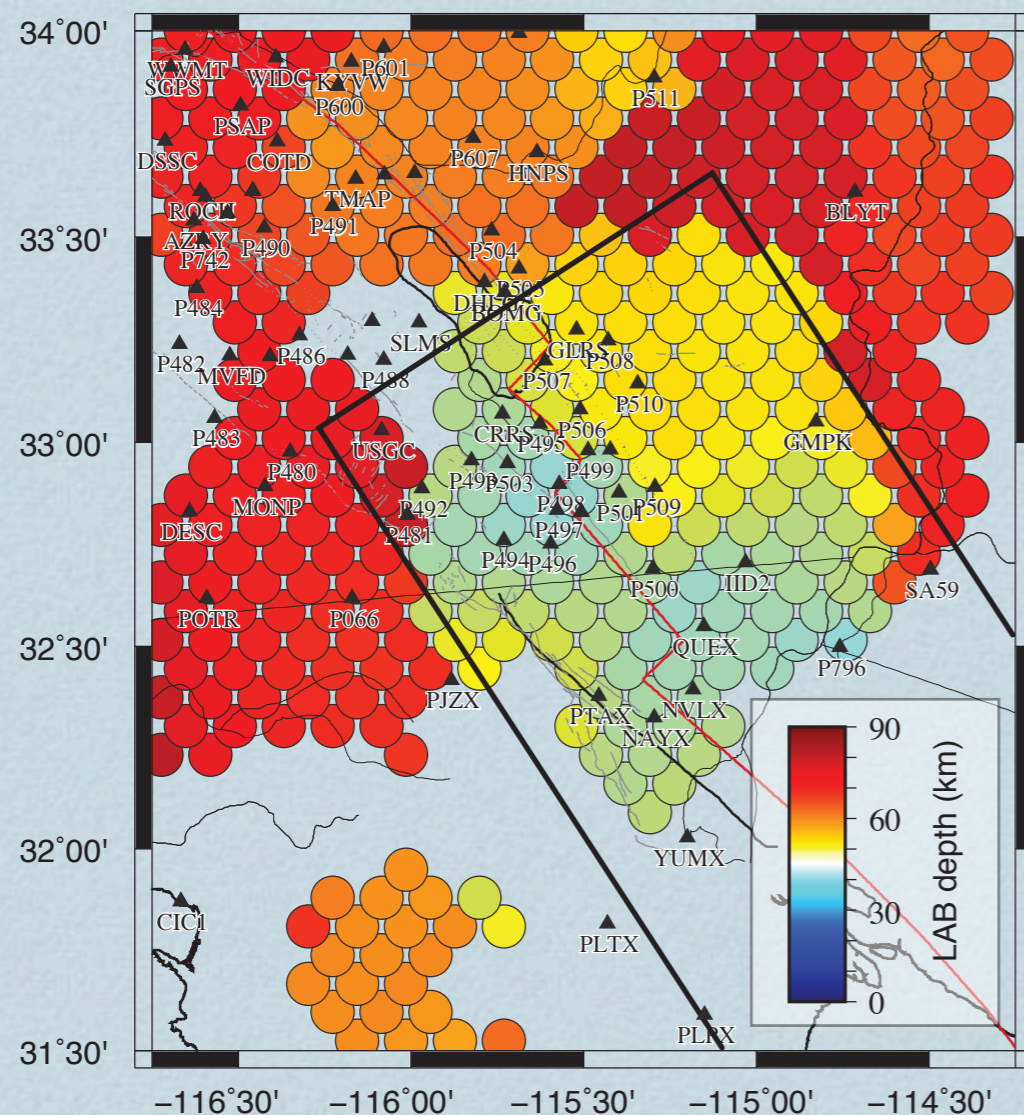 34°00'
33°30'
33°00'
32°30'
32°00'
31°30'
−116°30'
−116°00'
−115°30'
−115°00'
−114°30'
WWMT
SGPS
WIDC
KYVW
P601
P600
P511
PSAP
DSSC
COTD
P607
HNPS
TMAP
P491
BLYT
AZRY
P742
P490
P504
P505
BOMG
P484
SLMS
GLRS
P508
P482
MVFD
P486
P488
P507
P510
P483
USGC
CRRS
P495
P506
GMPK
P480
P499
P503
MONP
P492
P498
P501
P509
DESC
P481
P497
P494
P496
P500
IID2
SA59
POTR
P066
QUEX
P796
PJZX
PTAX
NVLX
NAYX
YUMX
CIC1
PLTX
PLPX
90
60
30
0
LAB depth (km)